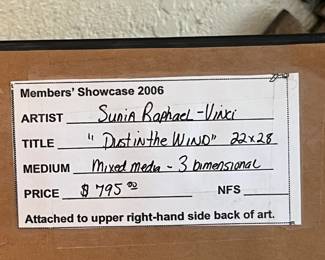 Members' Showcase 2006
ARTIST Sunia Raphael-Vinci
TITLE "Dust in the Wind" 22x28
MEDIUM Mixed media - 3 Dimensional
PRICE $795.00 NFS
Attached to upper right-hand side back of art.